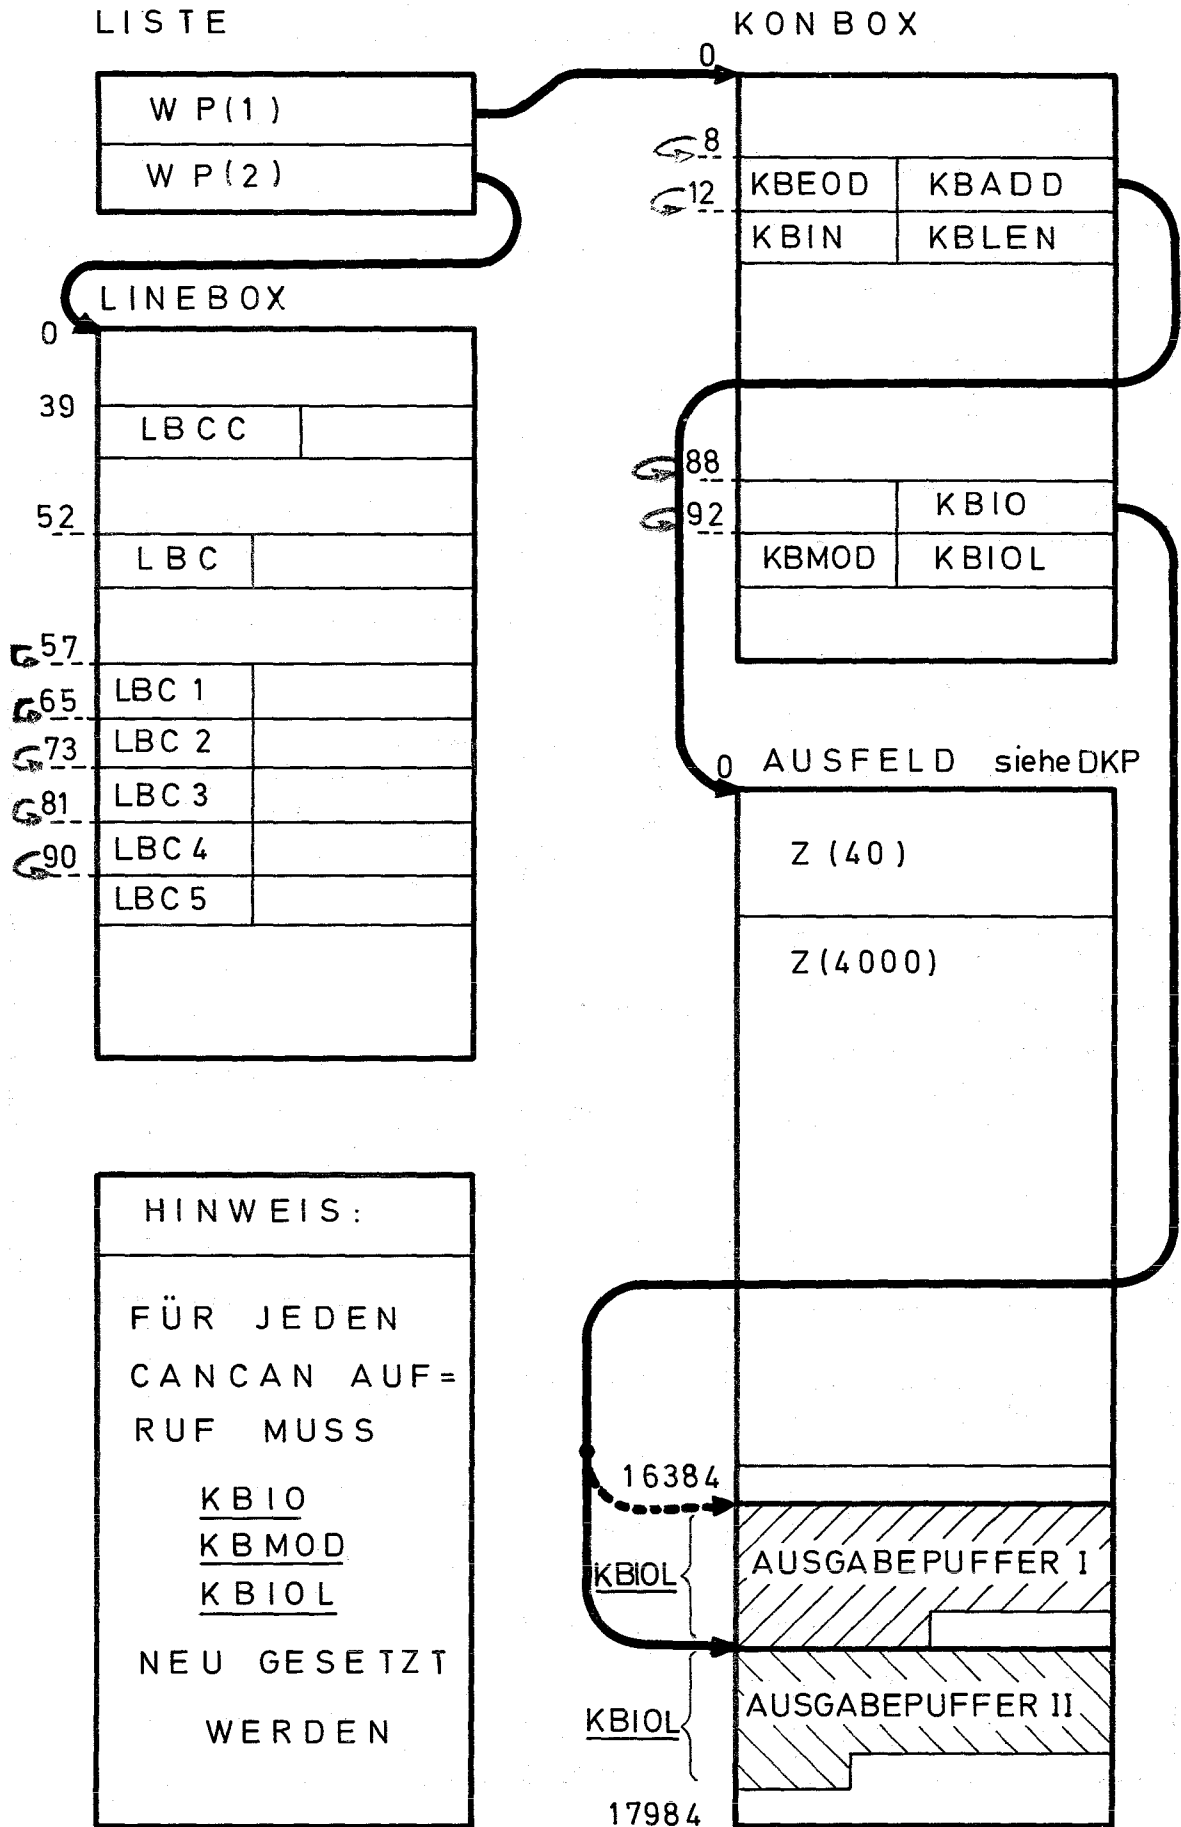 LISTE
WP(1)
WP(2)
LINEBOX
0
39
LBCC
52
LBC
57
LBC 1
65
LBC 2
73
LBC 3
81
LBC 4
90
LBC 5
HINWEIS:
FÜR JEDEN
CANCAN AUF=
RUF MUSS
KBIO
KBMOD
KBIOL
NEU GESETZT
WERDEN
KONBOX
0
8
KBEOD KBADD
12
KBIN KBLEN
88
KBIO
92
KBMOD KBIOL
0 AUSFELD siehe DKP
Z (40)
Z(4000)
16384
KBIOL AUSGABEPUFFER I
KBIOL AUSGABEPUFFER II
17984